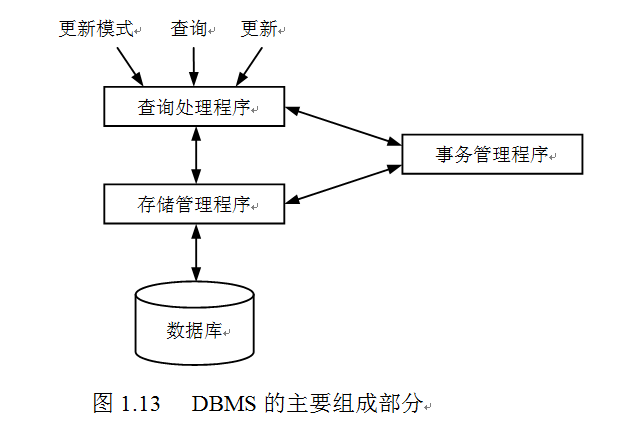 更新模式 查询 更新
查询处理程序
事务管理程序
存储管理程序
数据库
图 1.13 DBMS 的主要组成部分